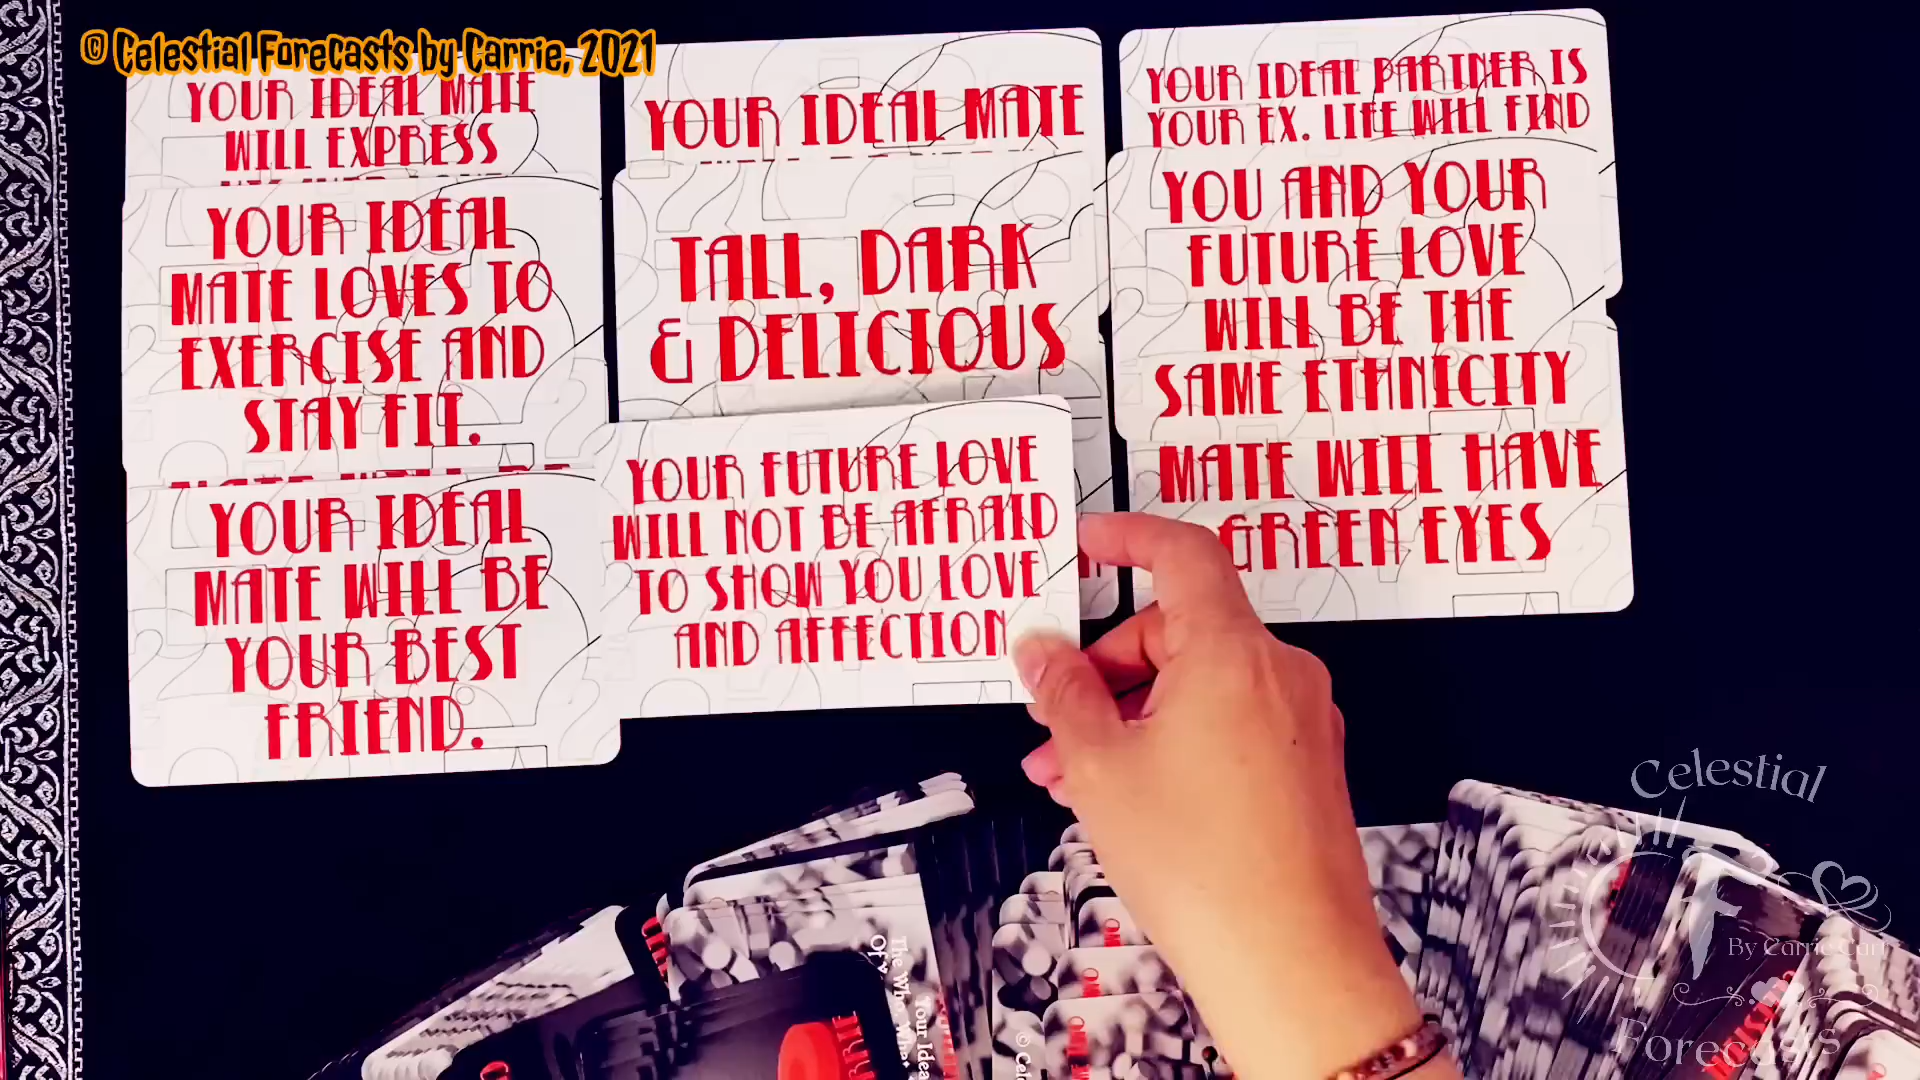 © Celestial Forecasts by Carrie, 2021
YOUR IDEAL MATE
WILL EXPRESS
YOUR IDEAL
MATE LOVES TO
EXERCISE AND
STAY FIT.
YOUR IDEAL
MATE WILL BE
YOUR BEST
FRIEND.
YOUR IDEAL MATE
TALL, DARK
& DELICIOUS
YOUR FUTURE LOVE
WILL NOT BE AFRAID
TO SHOW YOU LOVE
AND AFFECTION
YOUR IDEAL PARTNER IS
YOUR EX. LIFE WILL FIND
YOU AND YOUR
FUTURE LOVE
WILL BE THE
SAME ETHNICITY
MATE WILL HAVE
GREEN EYES
Celestial
By Carrie
Forecasts